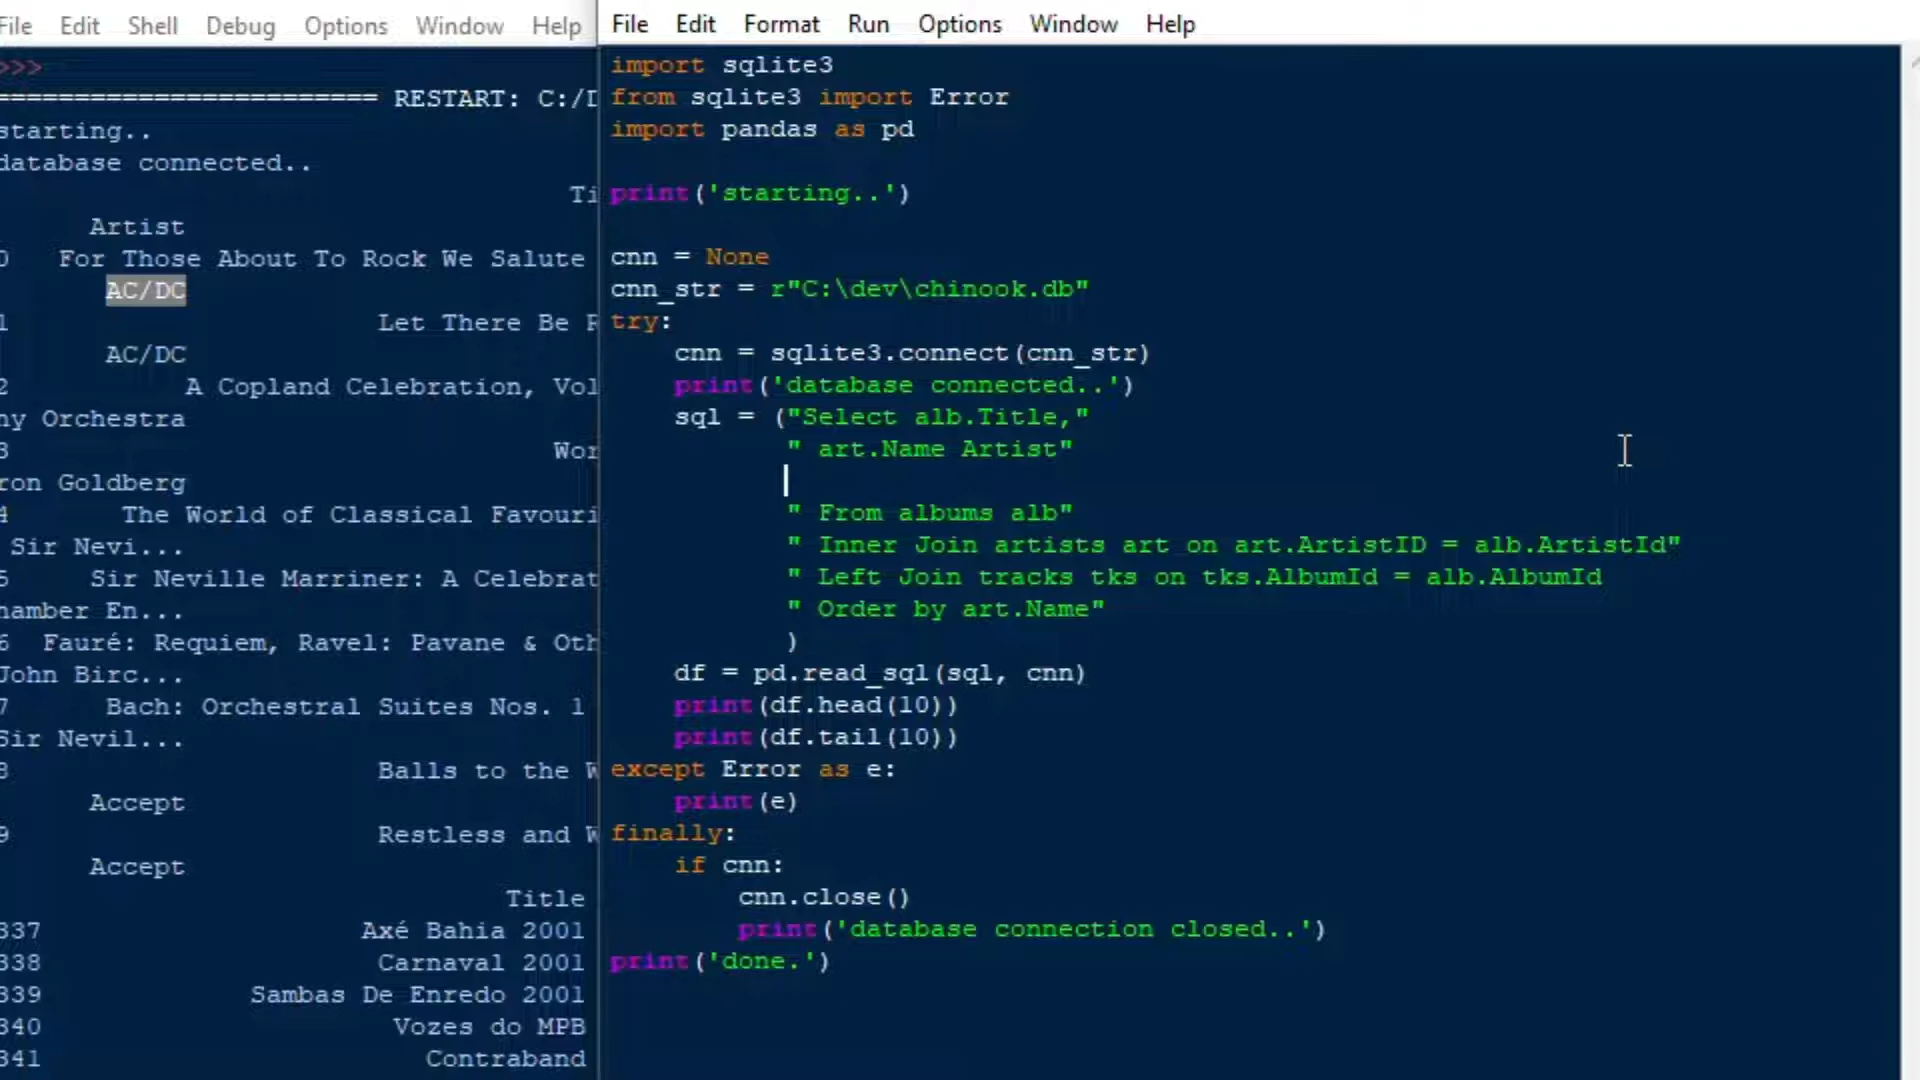 File Edit Shell Debug Options Window Help
>>>
======================== RESTART: C:/D
starting..
database connected..
Ti
Artist
0 For Those About To Rock We Salute
AC/DC
1 Let There Be R
AC/DC
2 A Copland Celebration, Vol
ny Orchestra
3 Wor
ron Goldberg
4 The World of Classical Favouri
Sir Nevi...
5 Sir Neville Marriner: A Celebrat
hamber En...
6 Fauré: Requiem, Ravel: Pavane & Oth
John Birc...
7 Bach: Orchestral Suites Nos. 1
Sir Nevil...
8 Balls to the W
Accept
9 Restless and W
Accept
Title
337 Axé Bahia 2001
338 Carnaval 2001
339 Sambas De Enredo 2001
340 Vozes do MPB
341 Contraband
File Edit Format Run Options Window Help
import sqlite3
from sqlite3 import Error
import pandas as pd
print('starting..')
cnn = None
cnn_str = r"C:\dev\chinook.db"
try:
cnn = sqlite3.connect(cnn_str)
print('database connected..')
sql = ("Select alb.Title,"
" art.Name Artist"
" From albums alb"
" Inner Join artists art on art.ArtistID = alb.ArtistId"
" Left Join tracks tks on tks.AlbumId = alb.AlbumId
" Order by art.Name"
)
df = pd.read_sql(sql, cnn)
print(df.head(10))
print(df.tail(10))
except Error as e:
print(e)
finally:
if cnn:
cnn.close()
print('database connection closed..')
print('done.')